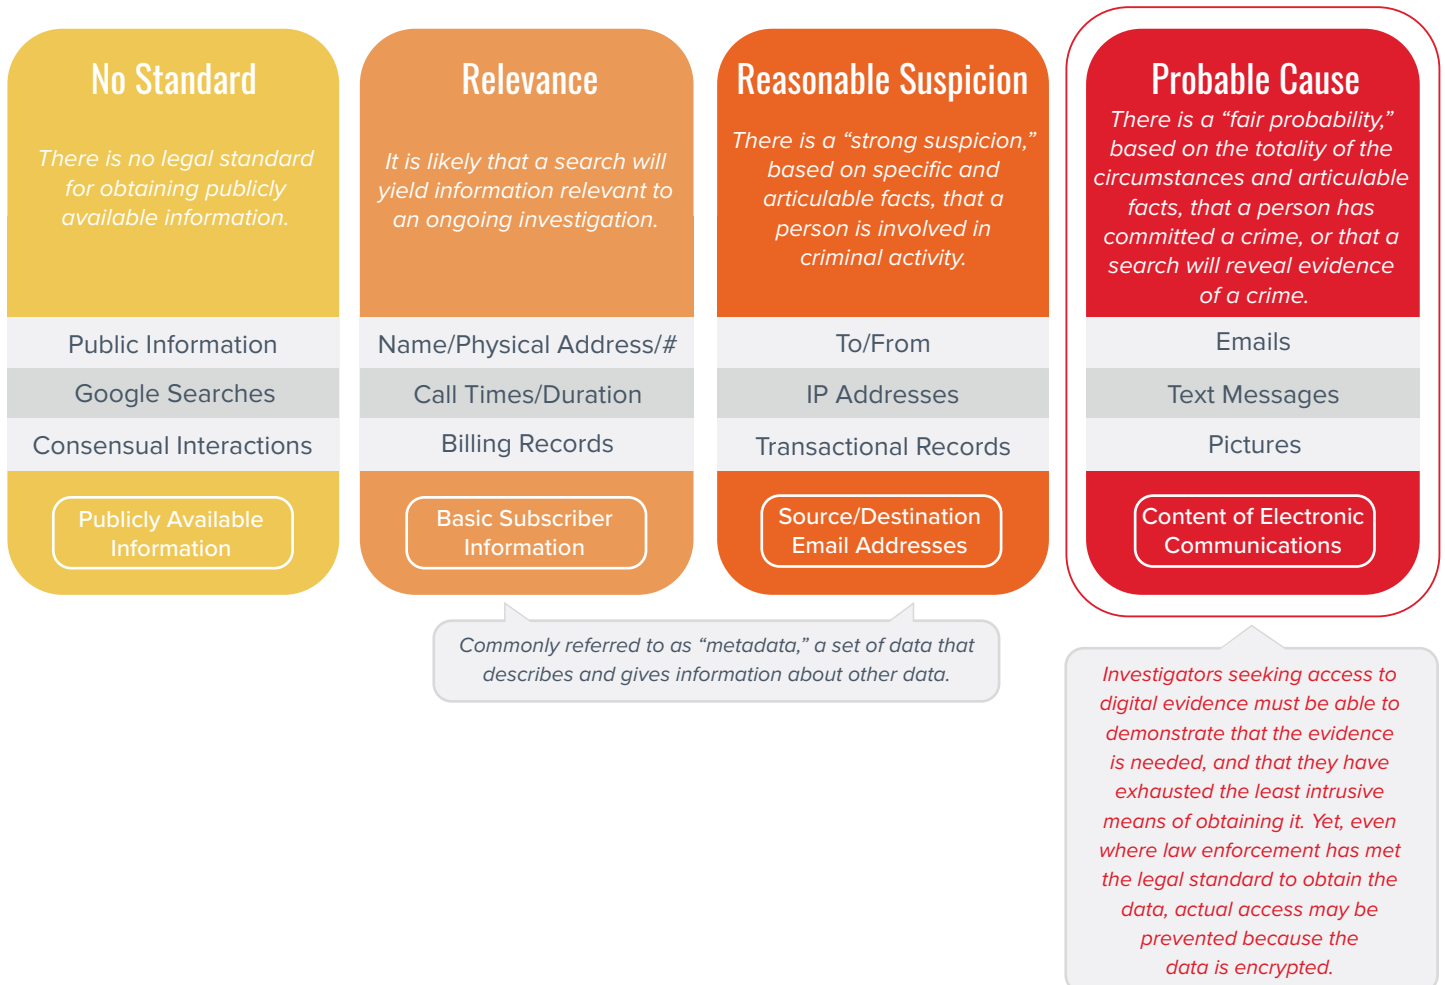 No Standard
There is no legal standard
for obtaining publicly
available information.
Public Information
Google Searches
Consensual Interactions
Publicly Available
Information
Relevance
It is likely that a search will
yield information relevant to
an ongoing investigation.
Name/Physical Address/#
Call Times/Duration
Billing Records
Basic Subscriber
Information
Reasonable Suspicion
There is a “strong suspicion,”
based on specific and
articulable facts, that a
person is involved in
criminal activity.
To/From
IP Addresses
Transactional Records
Source/Destination
Email Addresses
Commonly referred to as “metadata,” a set of data that
describes and gives information about other data.
Probable Cause
There is a “fair probability,”
based on the totality of the
circumstances and articulable
facts, that a person has
committed a crime, or that a
search will reveal evidence
of a crime.
Emails
Text Messages
Pictures
Content of Electronic
Communications
Investigators seeking access to
digital evidence must be able to
demonstrate that the evidence
is needed, and that they have
exhausted the least intrusive
means of obtaining it. Yet, even
where law enforcement has met
the legal standard to obtain the
data, actual access may be
prevented because the
data is encrypted.